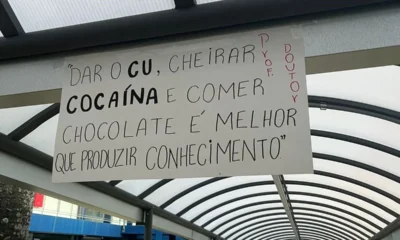 "DAR O CU, CHEIRAR
COCAÍNA E COMER
CHOCOLATE É MELHOR
QUE PRODUZIR CONHECIMENTO"
PROF.
DOUTOR